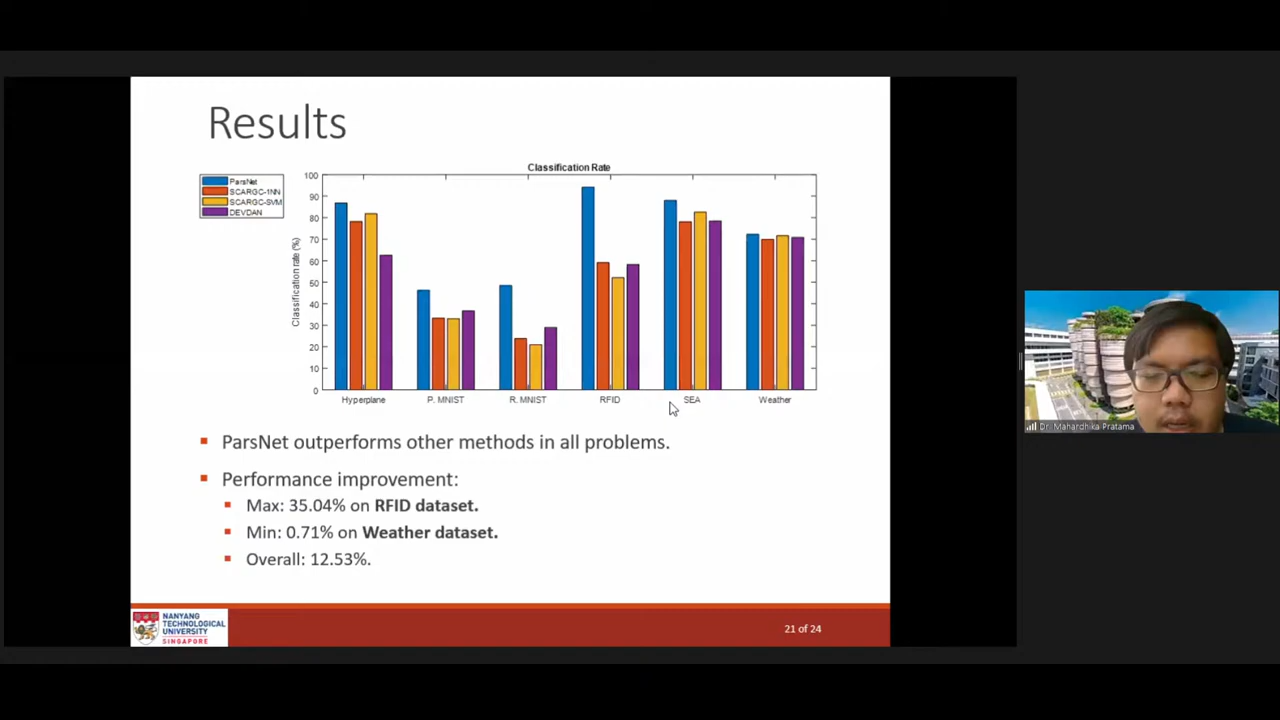 Results
Classification Rate
ParsNet
SCARGC-1NN
SCARGC-SVM
DEVDAN
Classification rate (%)
100
90
80
70
60
50
40
30
20
10
0
Hyperplane P. MNIST R. MNIST RFID SEA Weather
ParsNet outperforms other methods in all problems.
Performance improvement:
Max: 35.04% on RFID dataset.
Min: 0.71% on Weather dataset.
Overall: 12.53%.
NANYANG
TECHNOLOGICAL
UNIVERSITY
SINGAPORE
21 of 24
Dr. Mahardhika Pratama